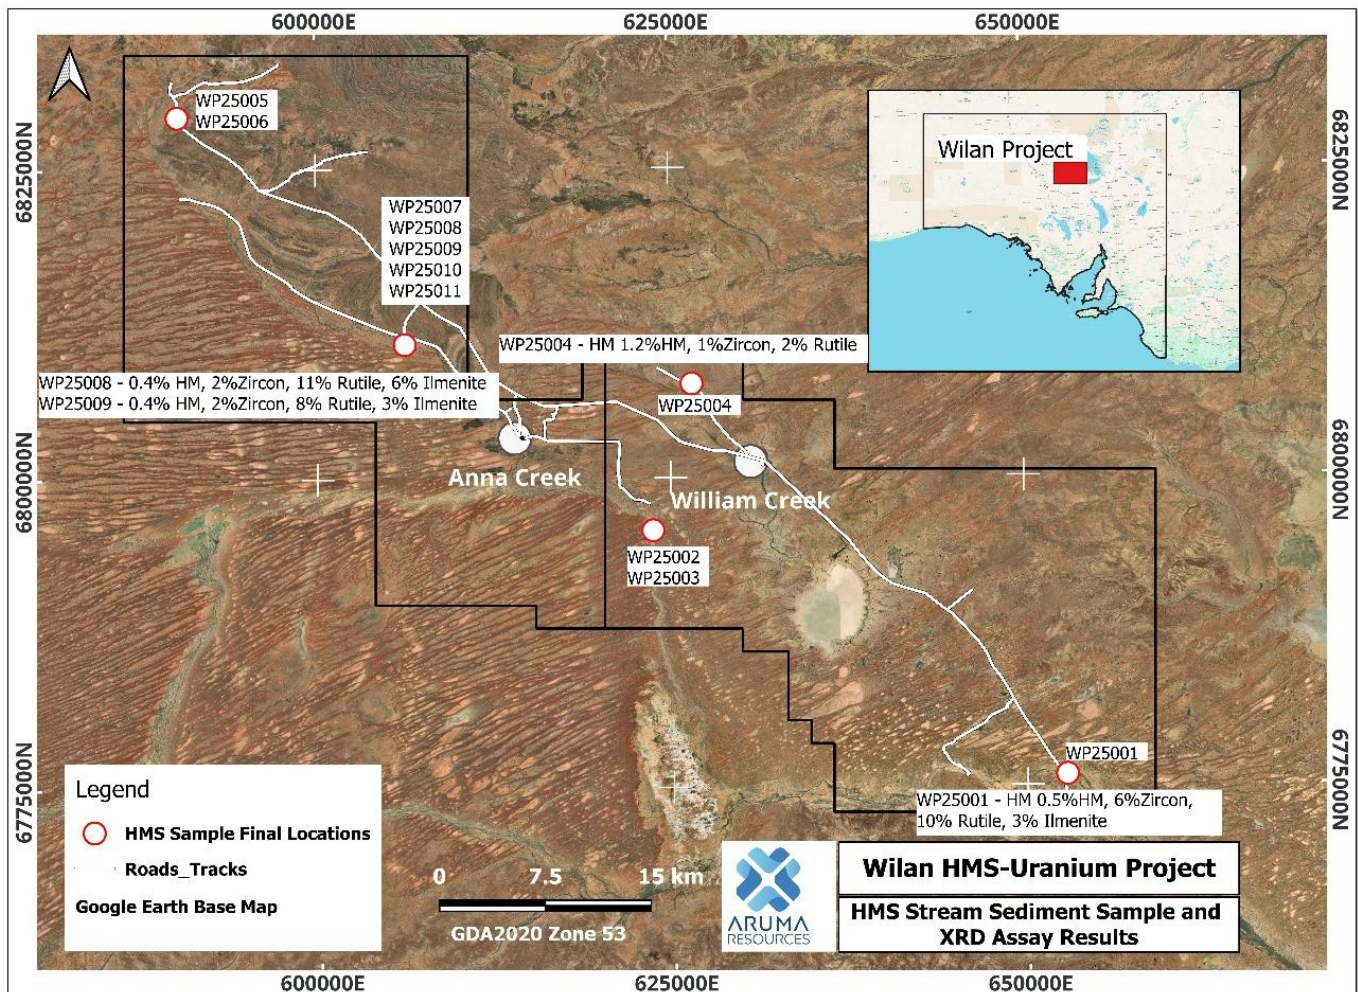 600000E 625000E 650000E
WP25005
WP25006
Wilan Project
6825000N
6825000N
WP25007
WP25008
WP25009
WP25010
WP25011
WP25004 - HM 1.2%HM, 1%Zircon, 2% Rutile
WP25008 - 0.4% HM, 2%Zircon, 11% Rutile, 6% Ilmenite
WP25009 - 0.4% HM, 2%Zircon, 8% Rutile, 3% Ilmenite
WP25004
6800000N
6800000N
Anna Creek
William Creek
WP25002
WP25003
WP25001
6775000N
6775000N
WP25001 - HM 0.5%HM, 6%Zircon,
10% Rutile, 3% Ilmenite
Legend
HMS Sample Final Locations
Roads_Tracks
Google Earth Base Map
0 7.5 15 km
GDA2020 Zone 53
ARUMA
RESOURCES
Wilan HMS-Uranium Project
HMS Stream Sediment Sample and
XRD Assay Results
600000E 625000E 650000E